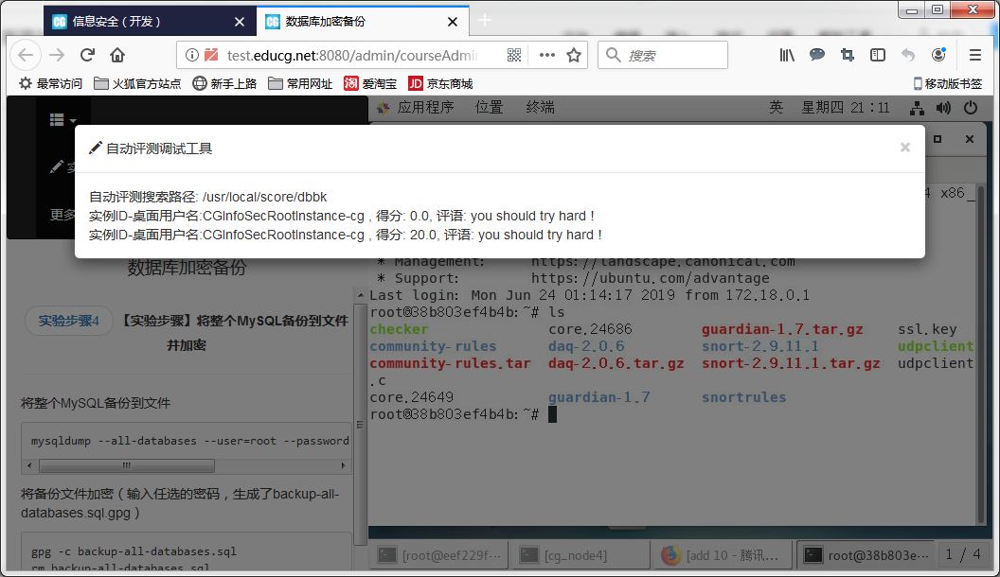 CG 信息安全（开发）
CG 数据库加密备份
test.educg.net:8080/admin/courseAdmin
搜索
最常访问 火狐官方站点 新手上路 常用网址 淘 爱淘宝 JD 京东商城 移动版书签
应用程序 位置 终端 英 星期四 21：11
自动评测调试工具
更多
x86_
自动评测搜索路径: /usr/local/score/dbbk
实例ID-桌面用户名:CGInfoSecRootInstance-cg , 得分: 0.0, 评语: you should try hard !
实例ID-桌面用户名:CGInfoSecRootInstance-cg , 得分: 20.0, 评语: you should try hard !
数据库加密备份
实验步骤4 【实验步骤】将整个MySQL备份到文件
并加密
将整个MySQL备份到文件
mysqldump --all-databases --user=root --password
将备份文件加密（输入任选的密码，生成了backup-all-
databases.sql.gpg）
gpg -c backup-all-databases.sql
rm backup-all-databases.sql
* Management: https://landscape.canonical.com
* Support: https://ubuntu.com/advantage
Last login: Mon Jun 24 01:14:17 2019 from 172.18.0.1
root@38b803ef4b4b:~# ls
checker core.24686 guardian-1.7.tar.gz ssl.key
community-rules daq-2.0.6 snort-2.9.11.1 udpclient
community-rules.tar daq-2.0.6.tar.gz snort-2.9.11.1.tar.gz udpclient
.c
core.24649 guardian-1.7 snortrules
root@38b803ef4b4b:~#
[root@eef229f··· [cg_node4] [add 10 - 腾讯··· root@38b803e··· 1 / 4